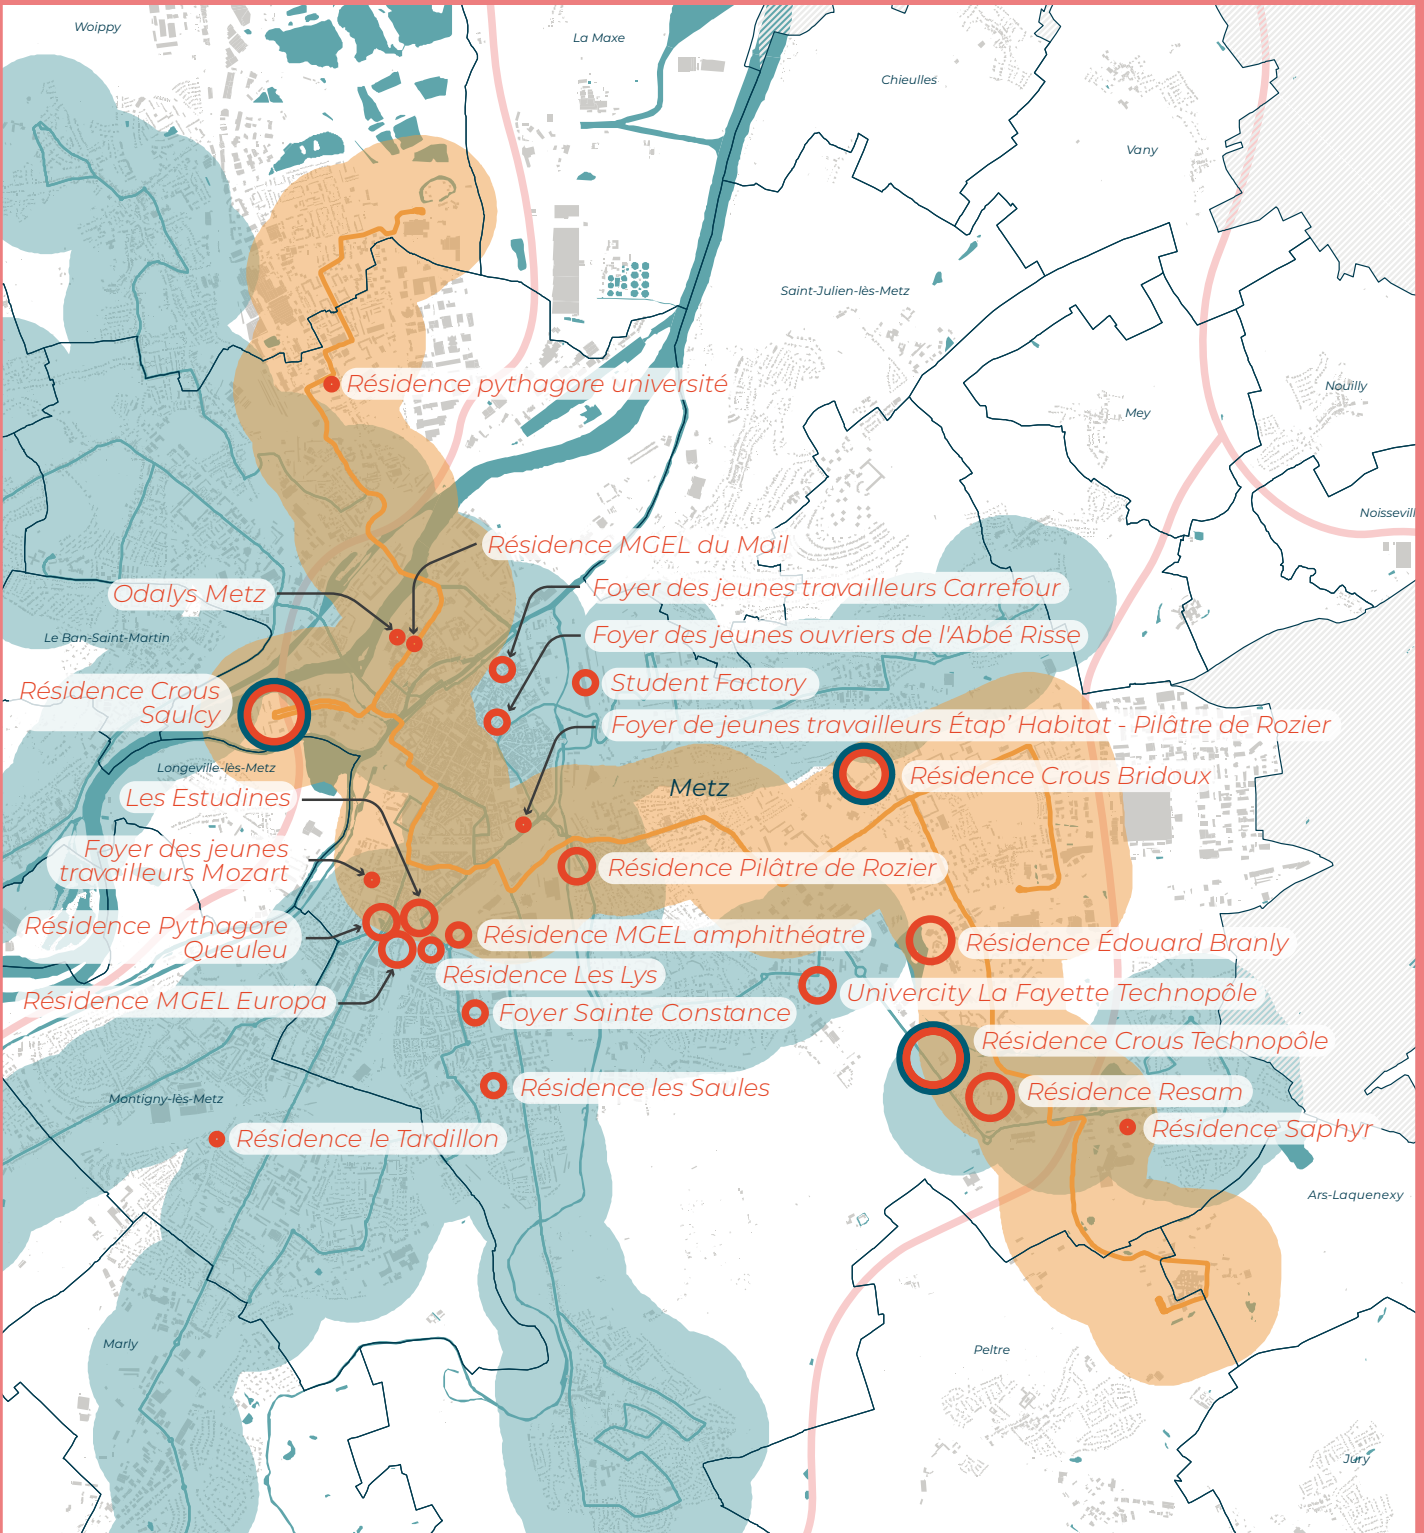 Woippy
La Maxe
Chieulles
Vany
Saint-Julien-lès-Metz
Résidence pythagore université
Nouilly
Mey
Résidence MGEL du Mail
Odalys Metz
Foyer des jeunes travailleurs Carrefour
Le Ban-Saint-Martin
Foyer des jeunes ouvriers de l'Abbé Risse
Résidence Crous
Saulcy
Student Factory
Foyer de jeunes travailleurs Étap’ Habitat - Pilâtre de Rozier
Longeville-lès-Metz
Metz
Résidence Crous Bridoux
Les Estudines
Foyer des jeunes
travailleurs Mozart
Résidence Pilâtre de Rozier
Résidence Pythagore
Queuleu
Résidence MGEL amphithéatre
Résidence Édouard Branly
Résidence Les Lys
Résidence MGEL Europa
Univercity La Fayette Technopôle
Foyer Sainte Constance
Résidence Crous Technopôle
Résidence les Saules
Résidence Resam
Montigny-lès-Metz
Résidence le Tardillon
Résidence Saphyr
Ars-Laquenexy
Marly
Peltre
Jury